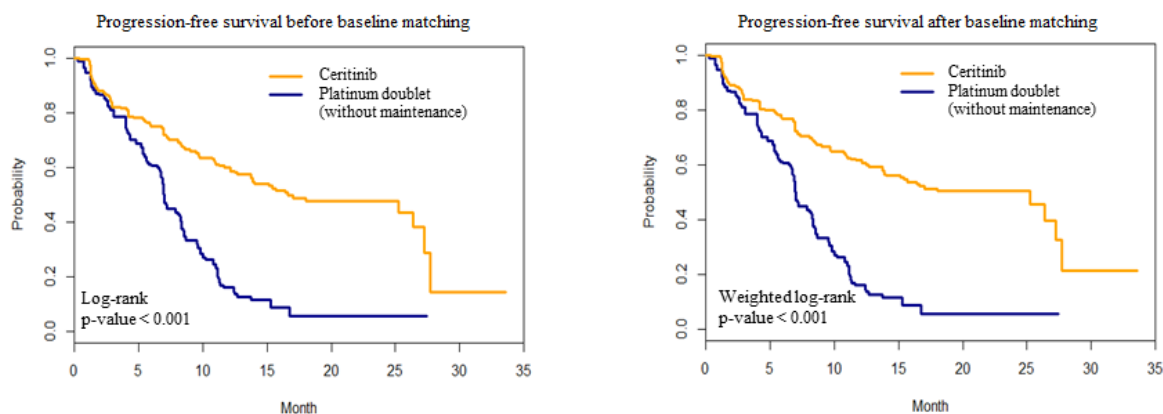 Progression-free survival before baseline matching
Probability
0.0
0.2
0.4
0.6
0.8
1.0
Ceritinib
Platinum doublet
(without maintenance)
Log-rank
p-value < 0.001
0 5 10 15 20 25 30 35
Month
Progression-free survival after baseline matching
Probability
0.0
0.2
0.4
0.6
0.8
1.0
Ceritinib
Platinum doublet
(without maintenance)
Weighted log-rank
p-value < 0.001
0 5 10 15 20 25 30 35
Month